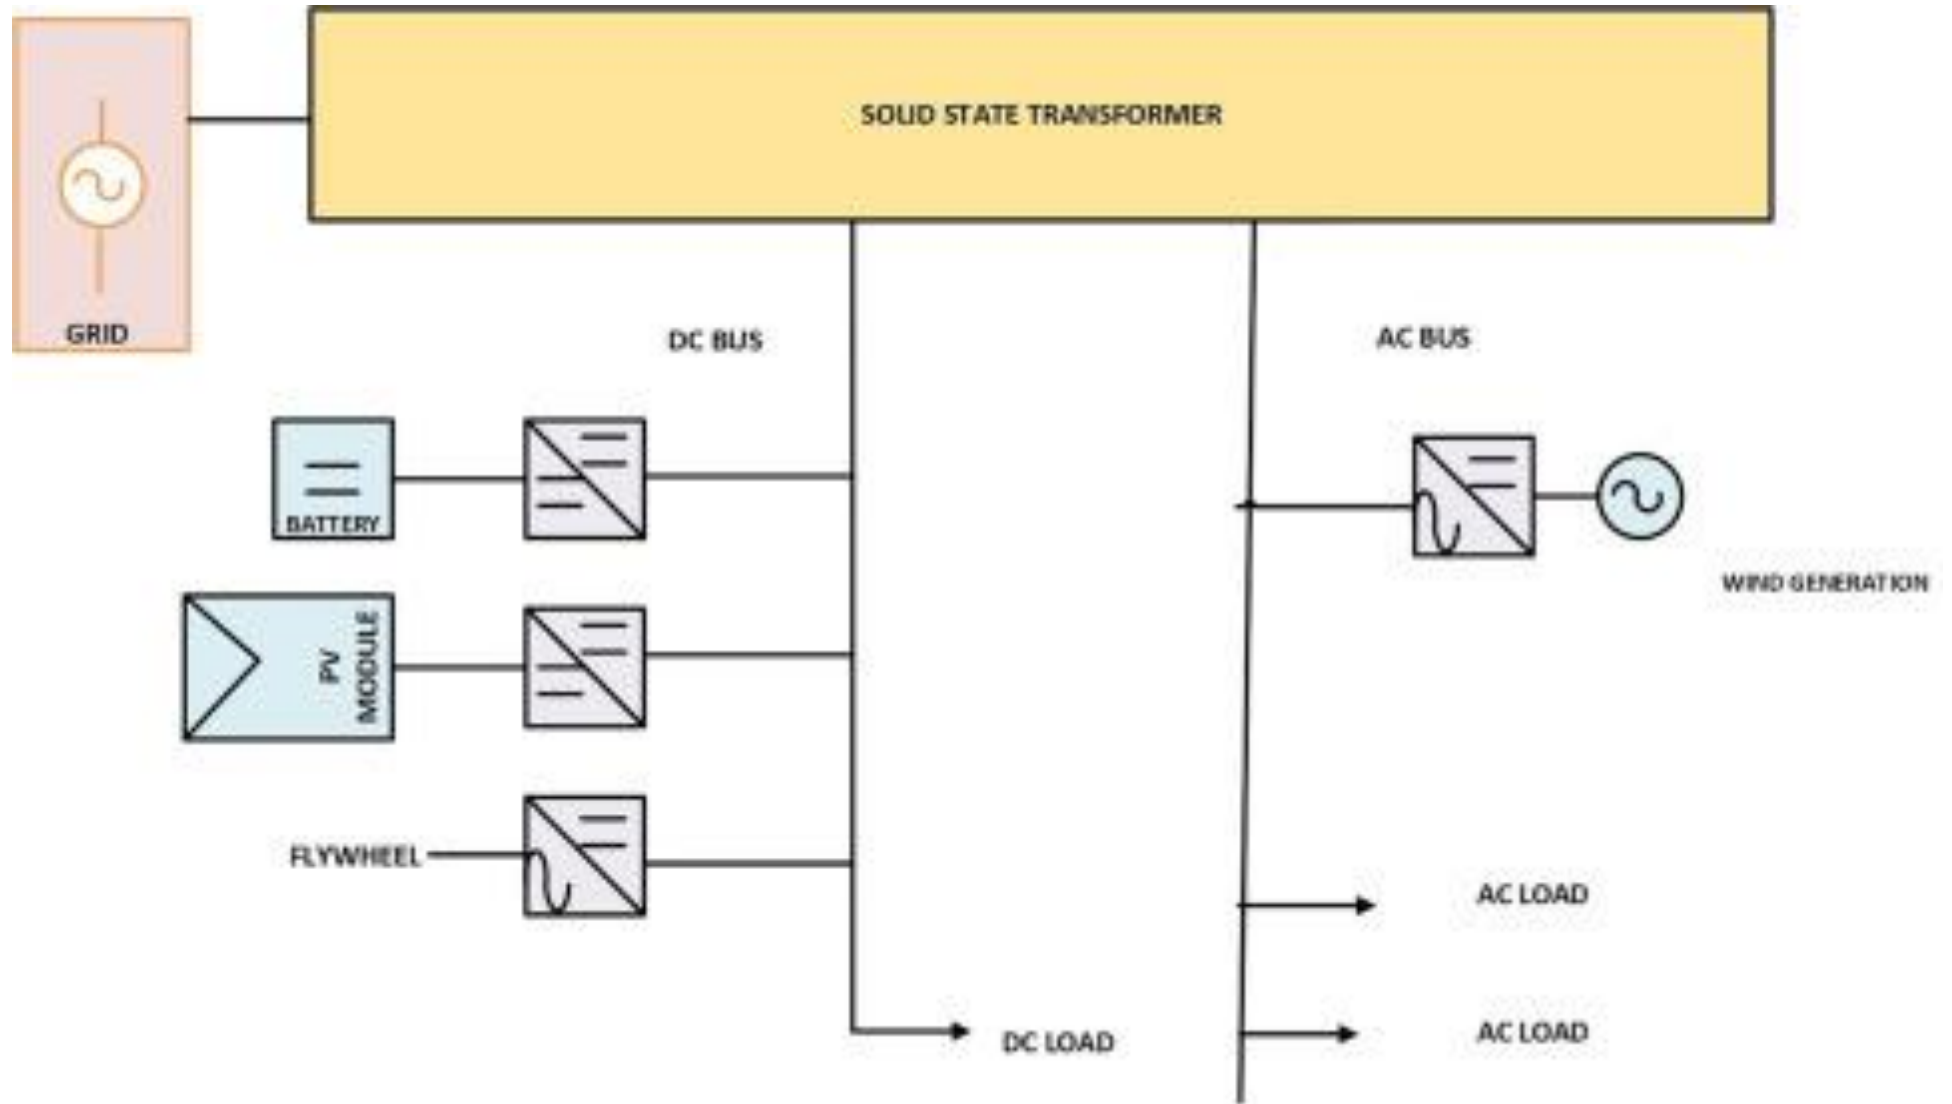 SOLID STATE TRANSFORMER
GRID
DC BUS
AC BUS
BATTERY
WIND GENERATION
PV
MODULE
FLYWHEEL
AC LOAD
DC LOAD
AC LOAD